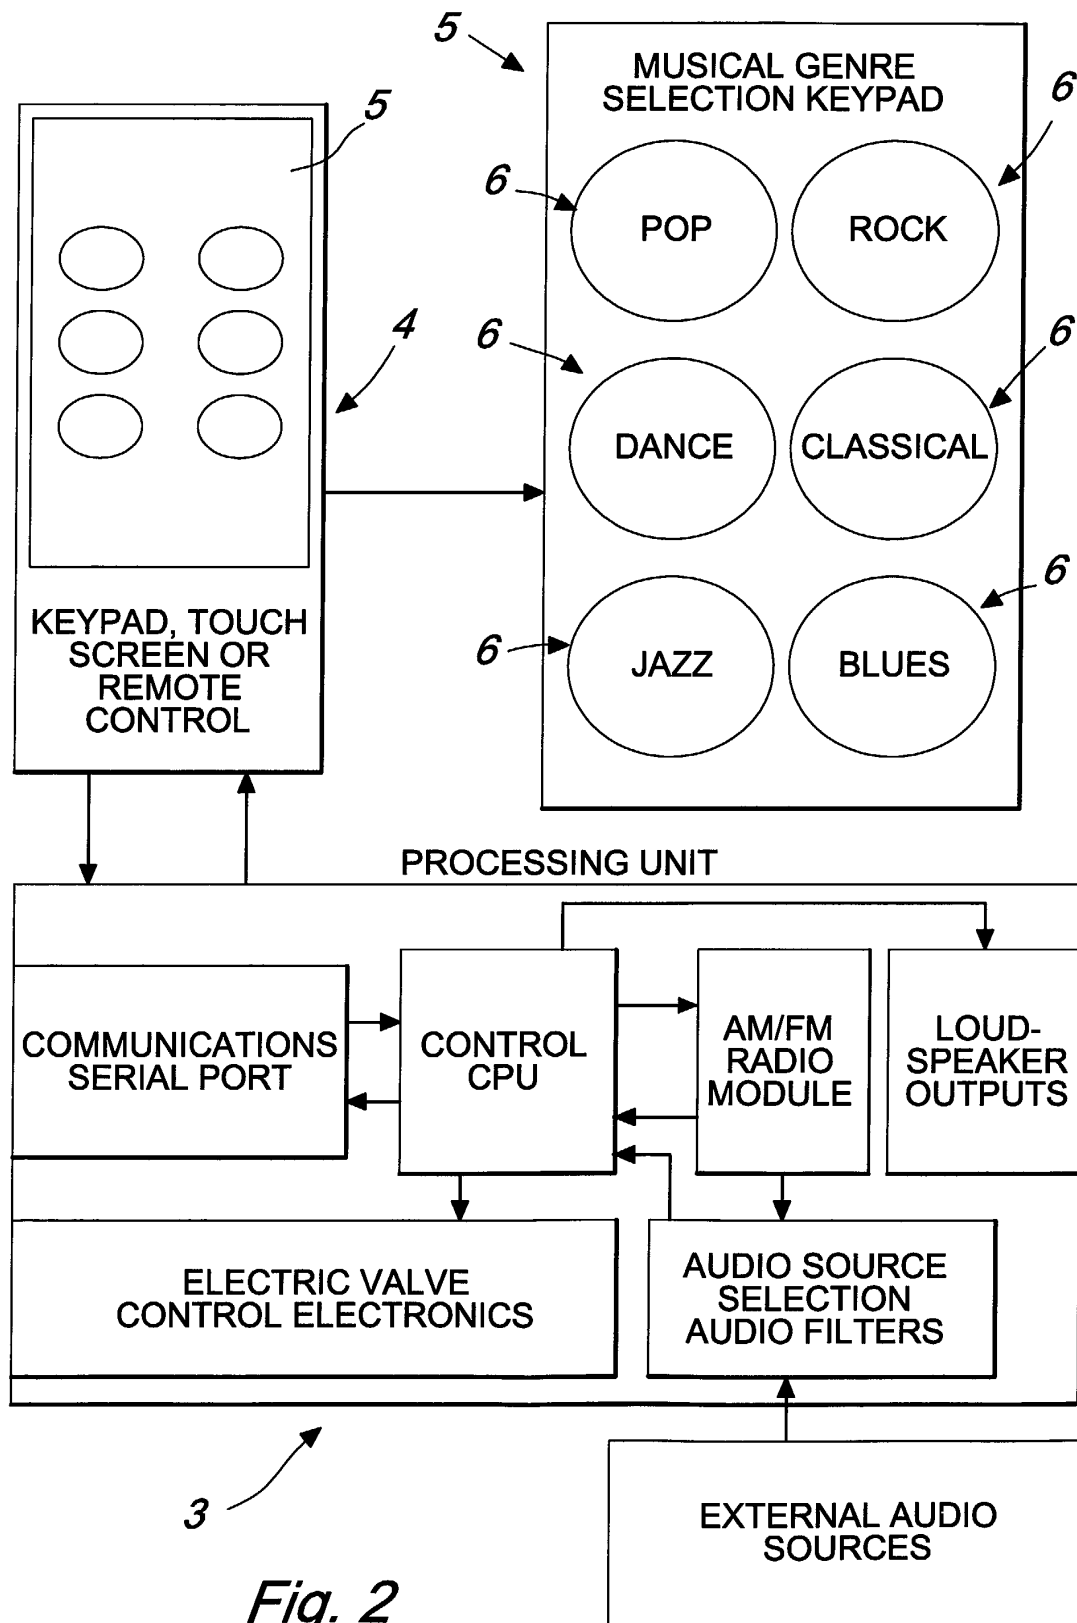 5
MUSICAL GENRE
SELECTION KEYPAD
6
5
6
POP
ROCK
4
6
6
DANCE
CLASSICAL
6
6
JAZZ
BLUES
KEYPAD, TOUCH
SCREEN OR
REMOTE
CONTROL
PROCESSING UNIT
COMMUNICATIONS
SERIAL PORT
CONTROL
CPU
AM/FM
RADIO
MODULE
LOUD-
SPEAKER
OUTPUTS
ELECTRIC VALVE
CONTROL ELECTRONICS
AUDIO SOURCE
SELECTION
AUDIO FILTERS
3
EXTERNAL AUDIO
SOURCES
Fig. 2